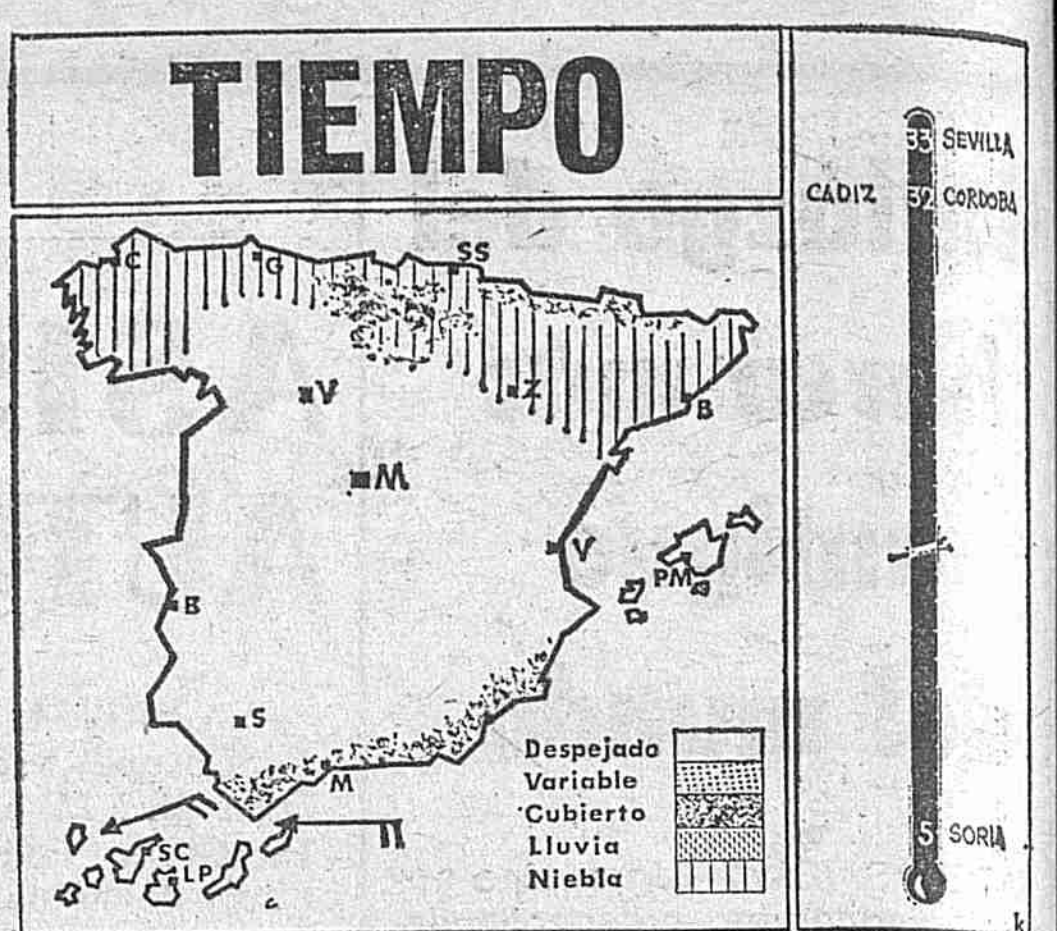 TIEMPO
33 SEVILLA
CADIZ 32 CORDOBA
C
G
SS
V
Z
B
M
V
PM
B
S
M
SC
LP
Despejado
Variable
Cubierto
Lluvia
Niebla
5 SORIA
k